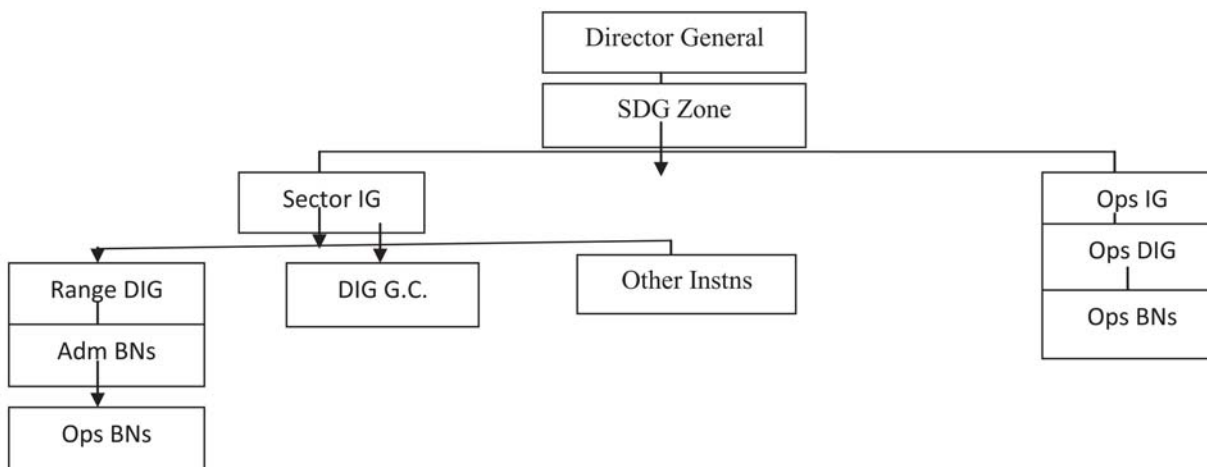 Director General
SDG Zone
Sector IG
Ops IG
Range DIG
DIG G.C.
Other Instns
Ops DIG
Adm BNs
Ops BNs
Ops BNs